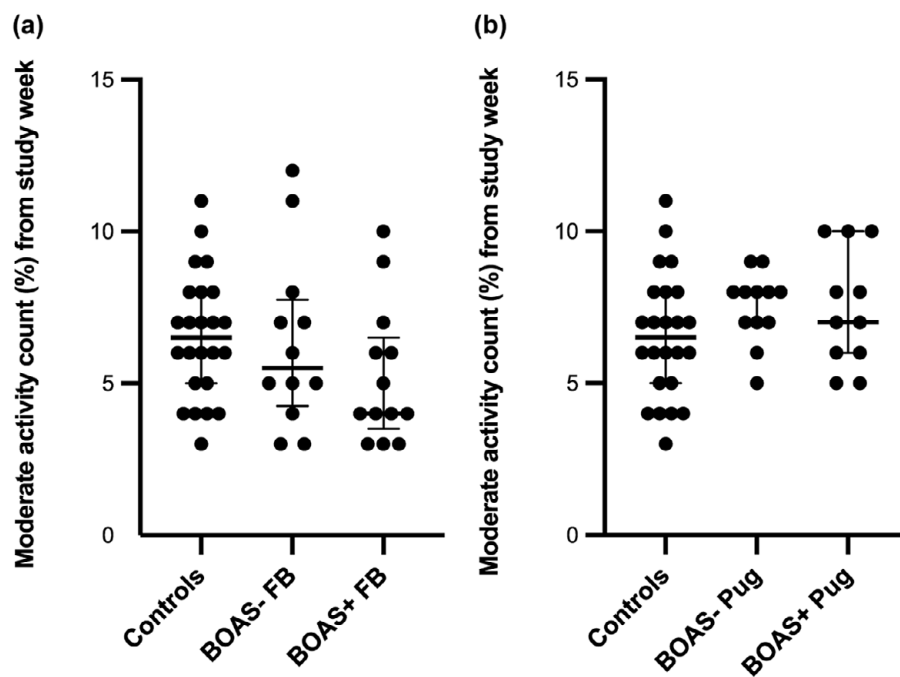 (a)
Moderate activity count (%) from study week
15
10
5
0
Controls
BOAS- FB
BOAS+ FB
(b)
Moderate activity count (%) from study week
15
10
5
0
Controls
BOAS- Pug
BOAS+ Pug